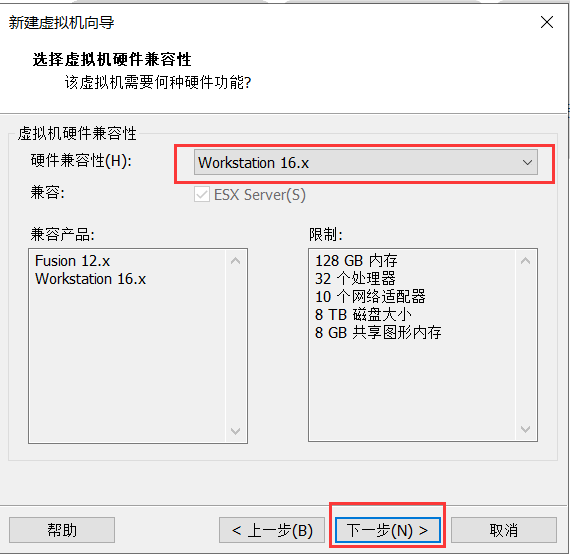 新建虚拟机向导
选择虚拟机硬件兼容性
该虚拟机需要何种硬件功能?
虚拟机硬件兼容性
硬件兼容性(H): Workstation 16.x
兼容: ESX Server(S)
兼容产品:
Fusion 12.x
Workstation 16.x
限制:
128 GB 内存
32 个处理器
10 个网络适配器
8 TB 磁盘大小
8 GB 共享图形内存
帮助 < 上一步(B) 下一步(N) > 取消